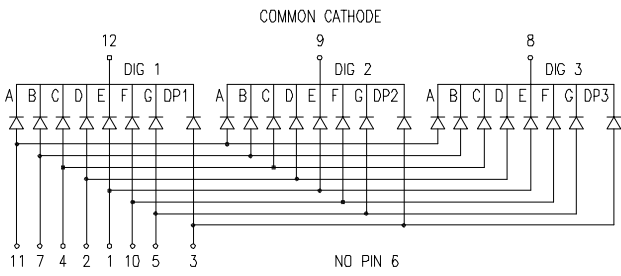 COMMON CATHODE
12 9 8
DIG 1 DIG 2 DIG 3
A B C D E F G DP1 A B C D E F G DP2 A B C D E F G DP3
11 7 4 2 1 10 5 3 NO PIN 6